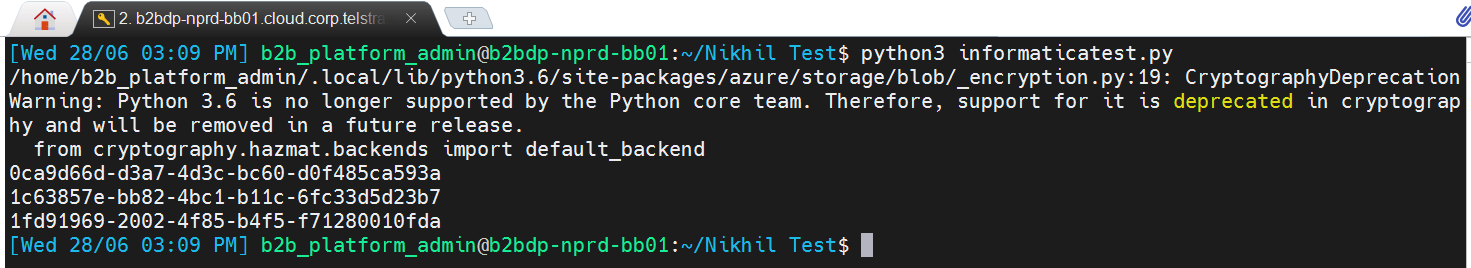 2. b2bdp-nprd-bb01.cloud.corp.telstra
[Wed 28/06 03:09 PM] b2b_platform_admin@b2bdp-nprd-bb01:~/Nikhil Test$ python3 informaticatest.py
/home/b2b_platform_admin/.local/lib/python3.6/site-packages/azure/storage/blob/_encryption.py:19: CryptographyDeprecation
Warning: Python 3.6 is no longer supported by the Python core team. Therefore, support for it is deprecated in cryptograp
hy and will be removed in a future release.
  from cryptography.hazmat.backends import default_backend
0ca9d66d-d3a7-4d3c-bc60-d0f485ca593a
1c63857e-bb82-4bc1-b11c-6fc33d5d23b7
1fd91969-2002-4f85-b4f5-f71280010fda
[Wed 28/06 03:09 PM] b2b_platform_admin@b2bdp-nprd-bb01:~/Nikhil Test$